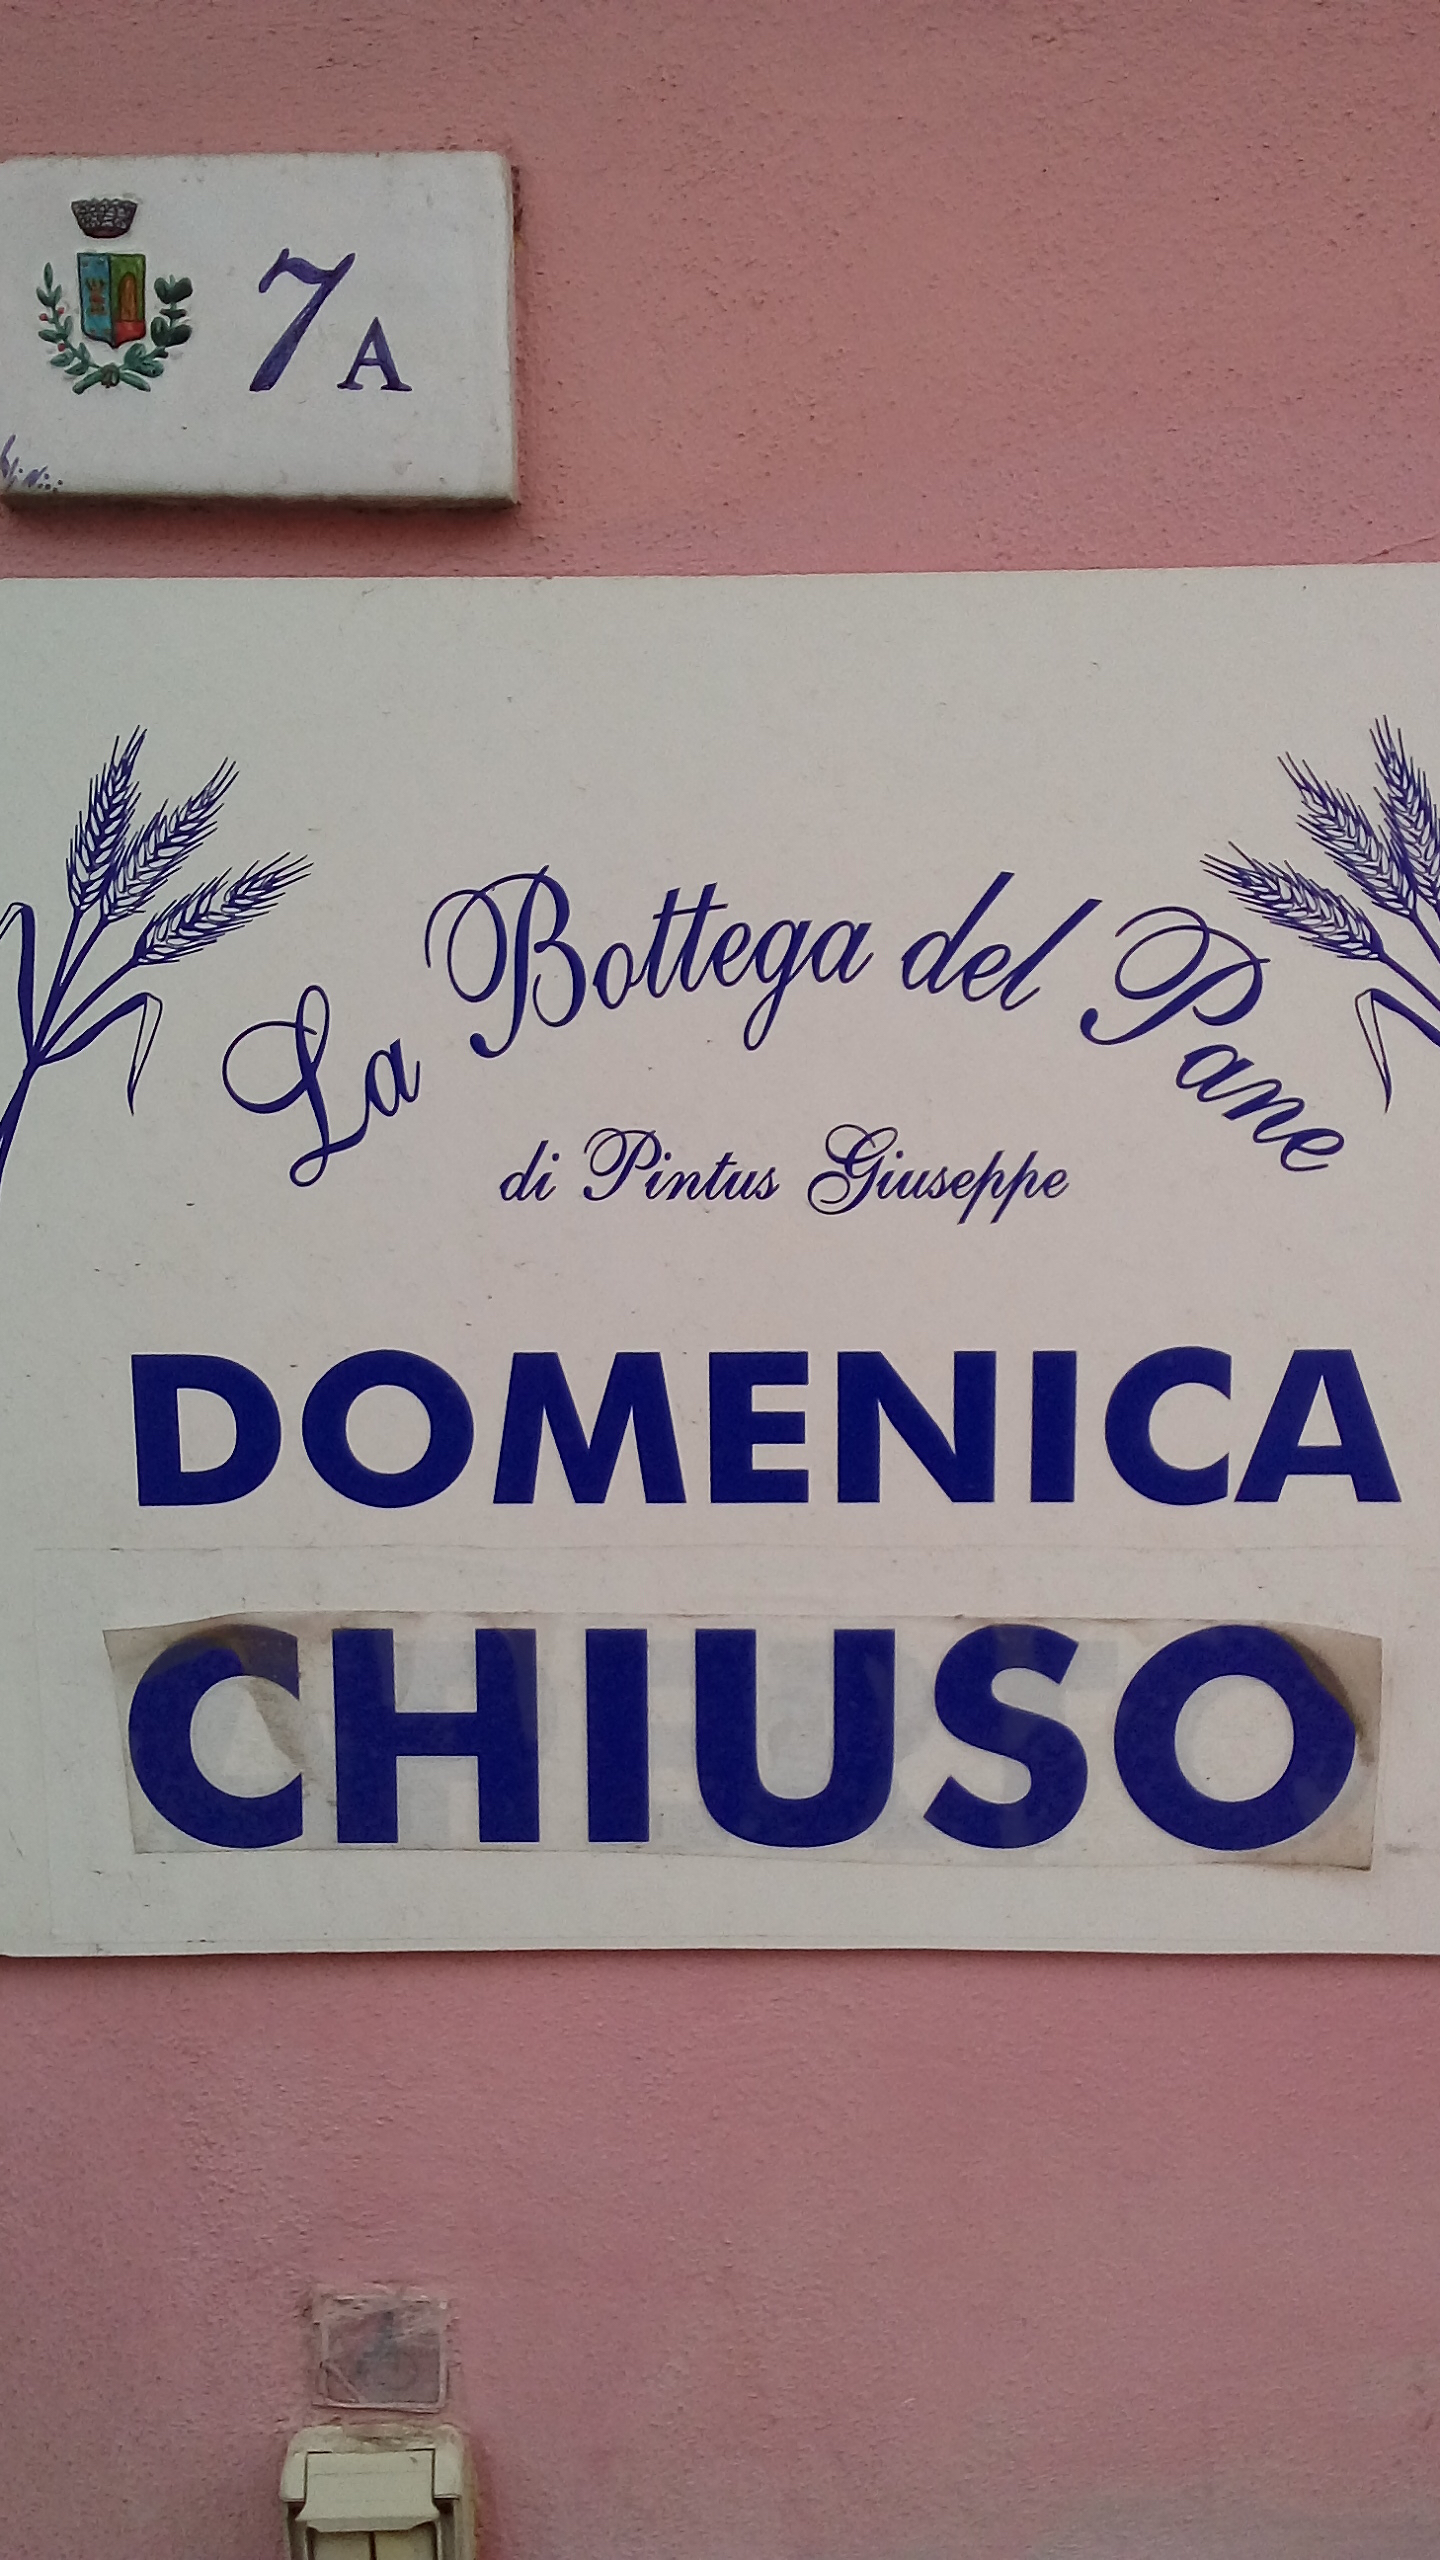 7A
La Bottega del Pane
di Pintus Giuseppe
DOMENICA
CHIUSO